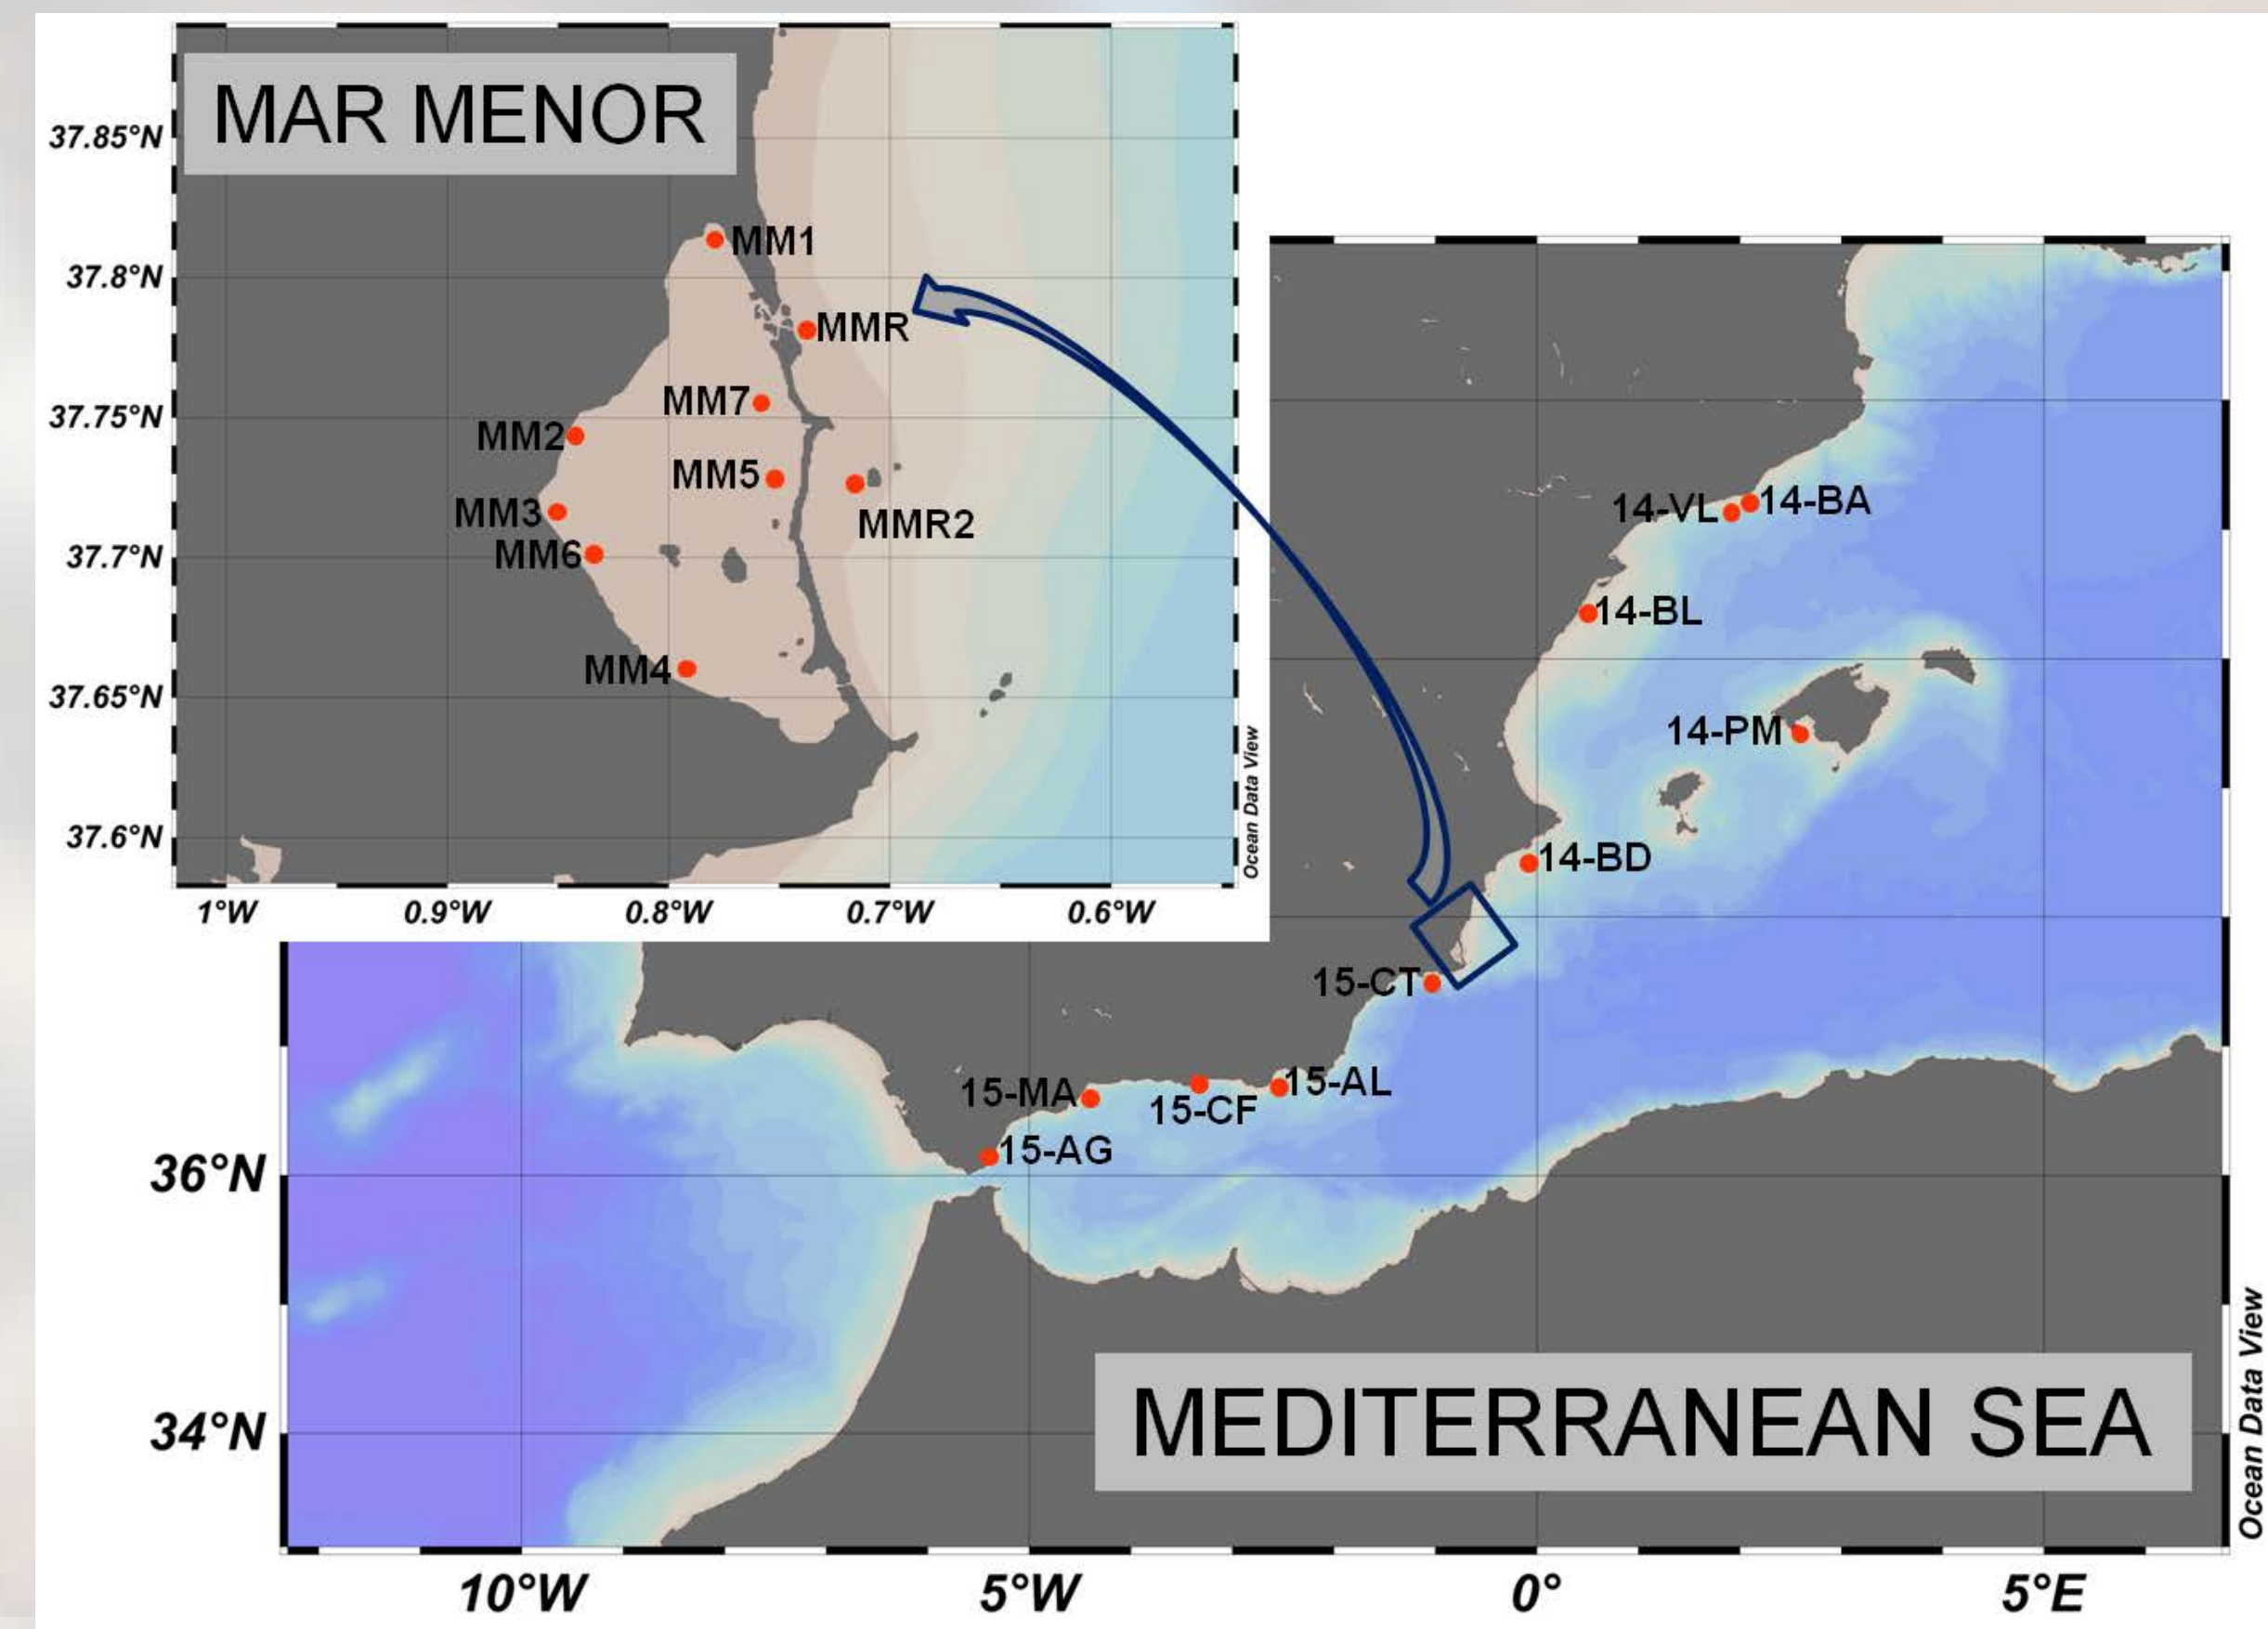 MAR MENOR
37.85°N
37.8°N
37.75°N
37.7°N
37.65°N
37.6°N
1°W
0.9°W
0.8°W
0.7°W
0.6°W
MM1
MMR
MM7
MM2
MM5
MM3
MMR2
MM6
MM4
Ocean Data View
14-VL
14-BA
14-BL
14-PM
14-BD
15-CT
15-MA
15-CF
15-AL
15-AG
36°N
34°N
MEDITERRANEAN SEA
10°W
5°W
0°
5°E
Ocean Data View